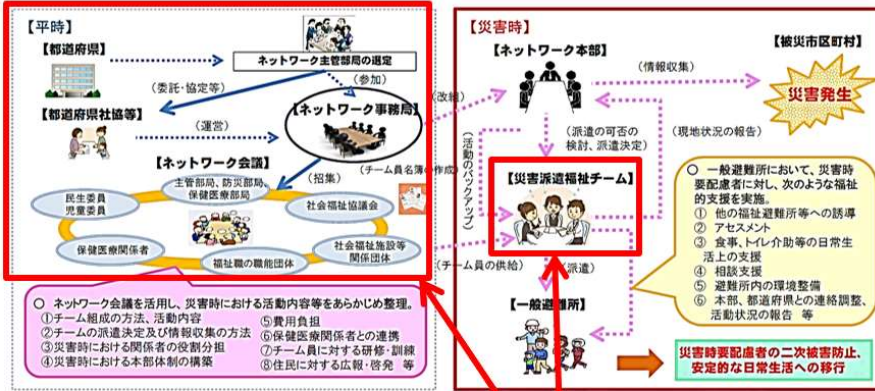 【平時】
【都道府県】
ネットワーク主管部局の選定
（委託・協定等）
（参加）
【都道府県社協等】
（運営）
【ネットワーク事務局】
【ネットワーク会議】
（招集）
（チーム員名簿の作成）
主管部局、防災部局、
保健医療部局
民生委員
児童委員
社会福祉協議会
保健医療関係者
福祉職の職能団体
社会福祉施設等
関係団体
○ ネットワーク会議を活用し、災害時における活動内容等をあらかじめ整理。
①チーム組成の方法、活動内容
②チームの派遣決定及び情報収集の方法
③災害時における関係者の役割分担
④災害時における本部体制の構築
⑤費用負担
⑥保健医療関係者との連携
⑦チーム員に対する研修・訓練
⑧住民に対する広報・啓発 等
（改組）
（活動のバックアップ）
（チーム員の供給）
【災害時】
【ネットワーク本部】
（情報収集）
【被災市区町村】
災害発生
（派遣の可否の
検討、派遣決定）
（現地状況の報告）
【災害派遣福祉チーム】
（派遣）
【一般避難所】
○ 一般避難所において、災害時
要配慮者に対し、次のような福祉
的支援を実施。
① 他の福祉避難所等への誘導
② アセスメント
③ 食事、トイレ介助等の日常生
活上の支援
④ 相談支援
⑤ 避難所内の環境整備
⑥ 本部、都道府県との連絡調整、
活動状況の報告 等
災害時要配慮者の二次被害防止、
安定的な日常生活への移行